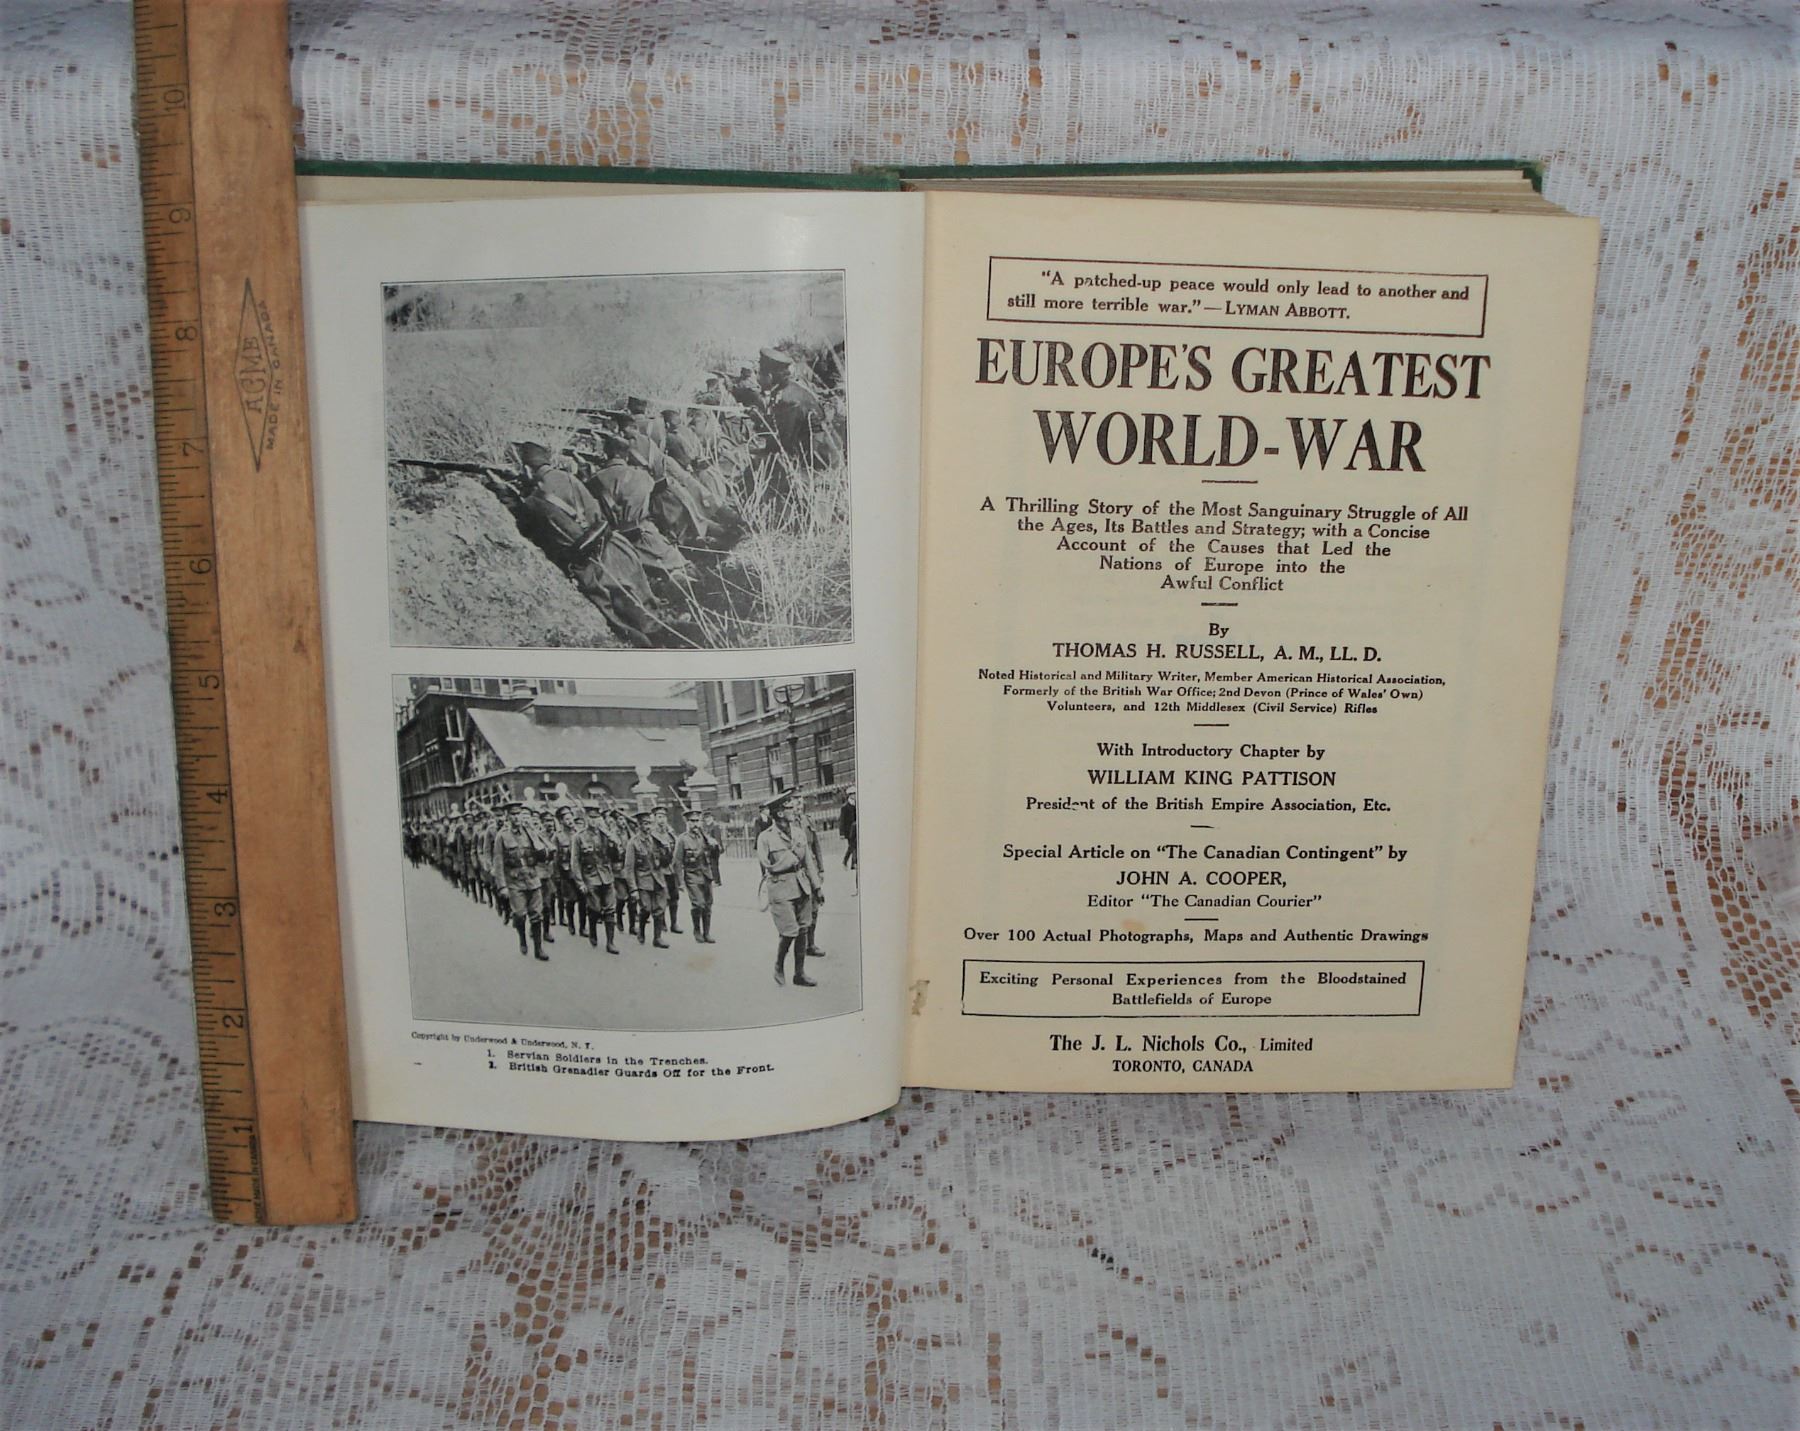 10
9
8
7
6
5
4
3
2
1
ACME
MADE IN CANADA
Copyright by Underwood & Underwood, N. Y.
1. Servian Soldiers in the Trenches.
2. British Grenadier Guards Off for the Front.
"A patched-up peace would only lead to another and
still more terrible war."—LYMAN ABBOTT.
EUROPE'S GREATEST
WORLD-WAR
A Thrilling Story of the Most Sanguinary Struggle of All
the Ages, Its Battles and Strategy; with a Concise
Account of the Causes that Led the
Nations of Europe into the
Awful Conflict
By
THOMAS H. RUSSELL, A. M., LL. D.
Noted Historical and Military Writer, Member American Historical Association,
Formerly of the British War Office; 2nd Devon (Prince of Wales' Own)
Volunteers, and 12th Middlesex (Civil Service) Rifles
With Introductory Chapter by
WILLIAM KING PATTISON
President of the British Empire Association, Etc.
Special Article on "The Canadian Contingent" by
JOHN A. COOPER,
Editor "The Canadian Courier"
Over 100 Actual Photographs, Maps and Authentic Drawings
Exciting Personal Experiences from the Bloodstained
Battlefields of Europe
The J. L. Nichols Co., Limited
TORONTO, CANADA